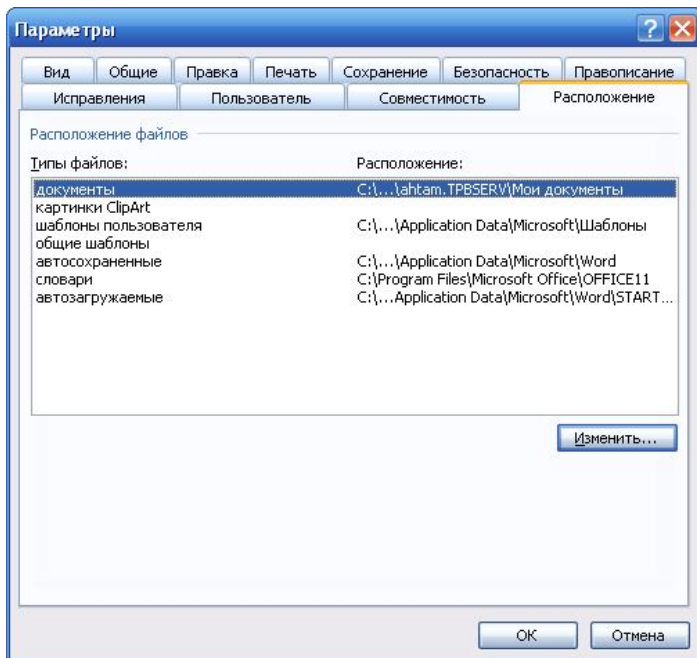 Параметры
Вид Общие Правка Печать Сохранение Безопасность Правописание
Исправления Пользователь Совместимость Расположение
Расположение файлов
Типы файлов: Расположение:
документы C:\...\ahtam.TPBSERV\Мои документы
картинки ClipArt
шаблоны пользователя C:\...\Application Data\Microsoft\Шаблоны
общие шаблоны
автосохраненные C:\...\Application Data\Microsoft\Word
словари C:\Program Files\Microsoft Office\OFFICE11
автозагружаемые C:\...Application Data\Microsoft\Word\START...
Изменить...
ОК Отмена